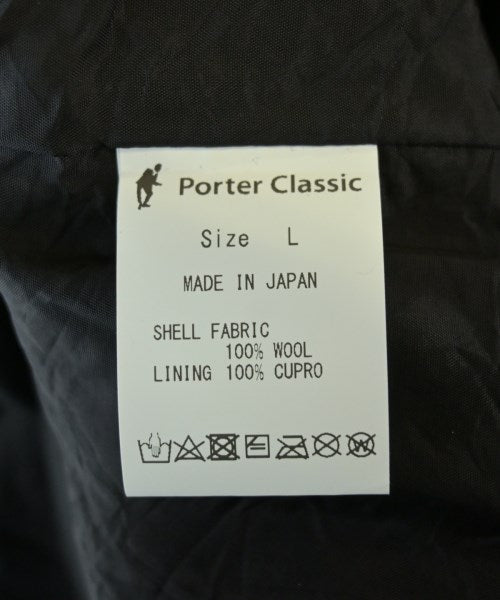 Porter Classic
Size L
MADE IN JAPAN
SHELL FABRIC
100% WOOL
LINING 100% CUPRO
W